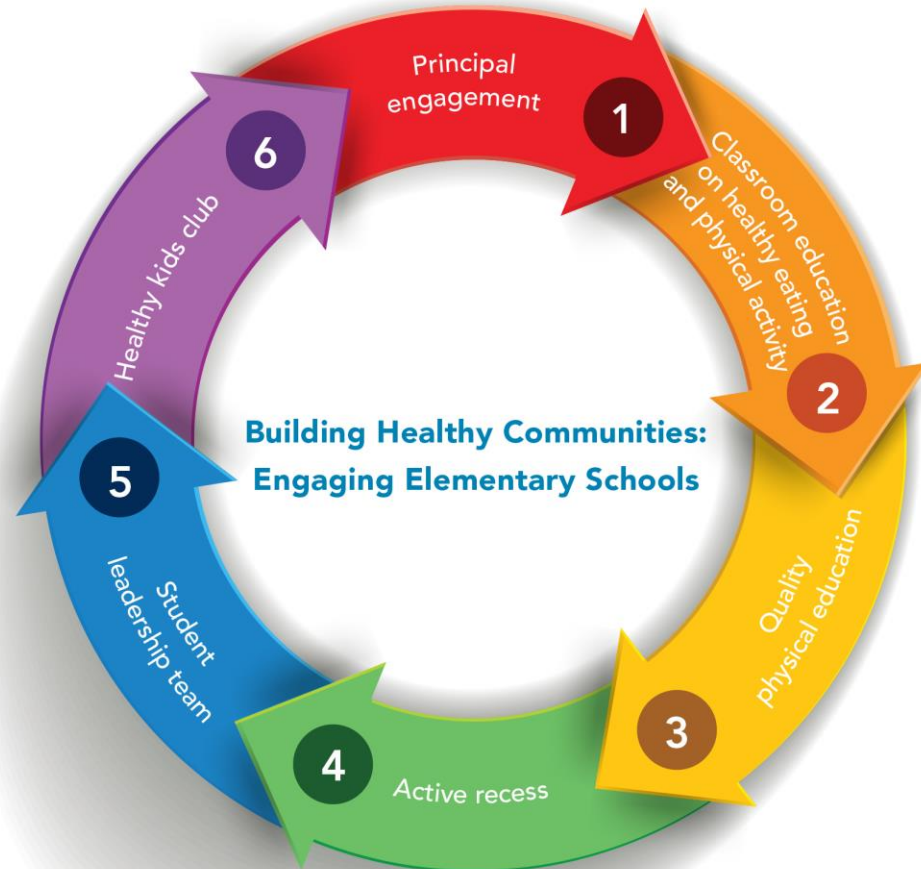 Principal
engagement
1
Classroom education
on healthy eating
and physical activity
2
Quality
physical education
3
Active recess
4
Student
leadership team
5
Healthy kids club
6
Building Healthy Communities:
Engaging Elementary Schools